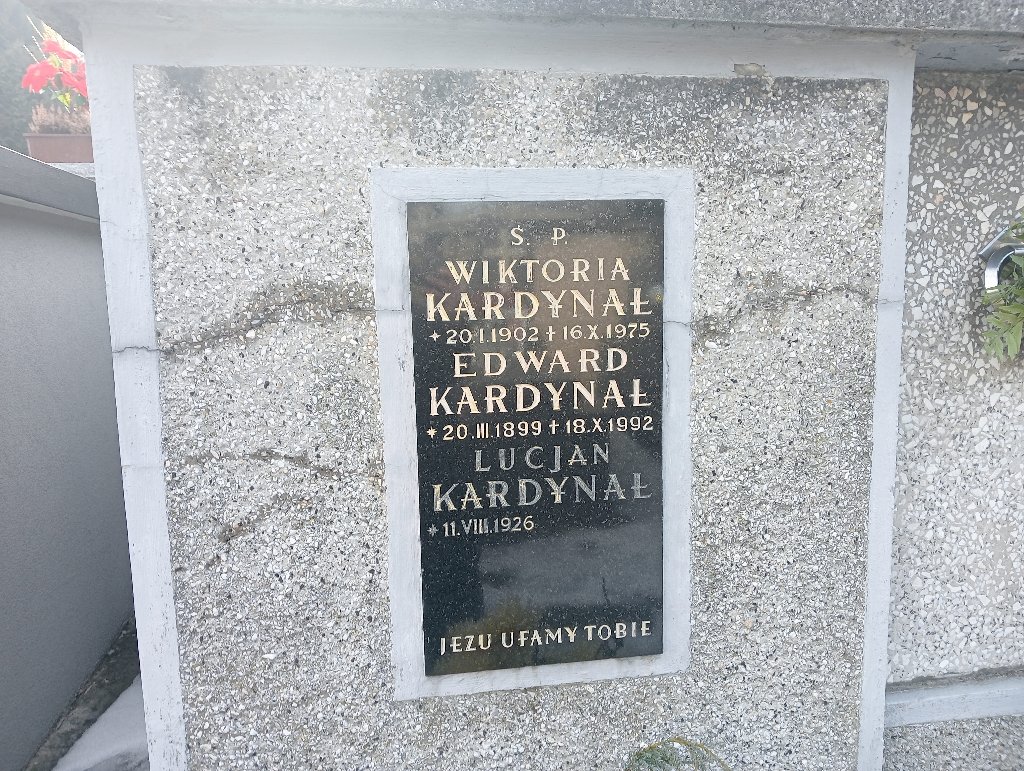 Ś. P.
WIKTORIA
KARDYNAŁ
* 20.I.1902 † 16.X.1975
EDWARD
KARDYNAŁ
* 20.III.1899 † 18.X.1992
LUCJAN
KARDYNAŁ
* 11.VIII.1926
JEZU UFAMY TOBIE